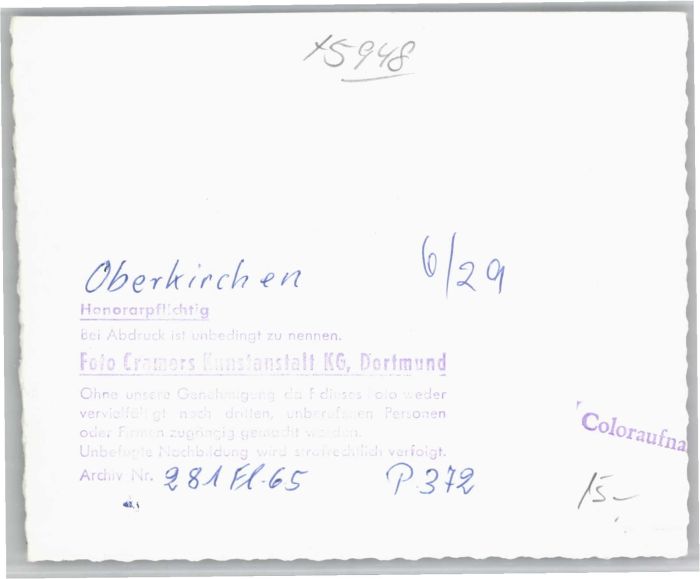 x5948
Oberkirchen 6/29
Honorarpflichtig
Bei Abdruck ist unbedingt zu nennen.
Foto Cramers Kunstanstalt KG, Dortmund
Ohne unsere Genehmigung darf dieses Foto weder
vervielfältigt noch dritten, unberufenen Personen
oder Firmen zugängig gemacht werden.
Unbefugte Nachbildung wird strafrechtlich verfolgt.
Coloraufna
Archiv Nr. 281 Fl.65 P.372
15,-